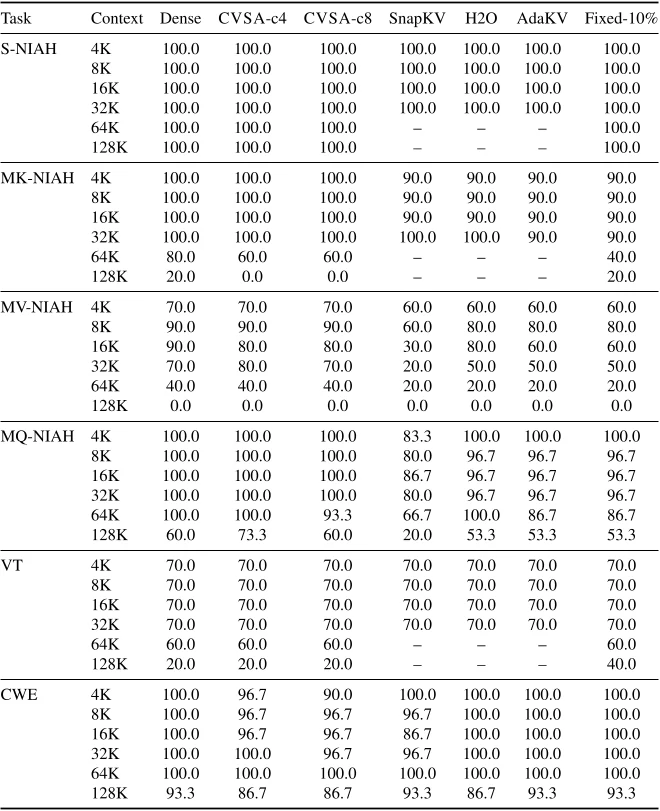 Task Context Dense CVSA-c4 CVSA-c8 SnapKV H2O AdaKV Fixed-10%
S-NIAH 4K 100.0 100.0 100.0 100.0 100.0 100.0 100.0
8K 100.0 100.0 100.0 100.0 100.0 100.0 100.0
16K 100.0 100.0 100.0 100.0 100.0 100.0 100.0
32K 100.0 100.0 100.0 100.0 100.0 100.0 100.0
64K 100.0 100.0 100.0 – – – 100.0
128K 100.0 100.0 100.0 – – – 100.0
MK-NIAH 4K 100.0 100.0 100.0 90.0 90.0 90.0 90.0
8K 100.0 100.0 100.0 90.0 90.0 90.0 90.0
16K 100.0 100.0 100.0 90.0 90.0 90.0 90.0
32K 100.0 100.0 100.0 100.0 100.0 90.0 90.0
64K 80.0 60.0 60.0 – – – 40.0
128K 20.0 0.0 0.0 – – – 20.0
MV-NIAH 4K 70.0 70.0 70.0 60.0 60.0 60.0 60.0
8K 90.0 90.0 90.0 60.0 80.0 80.0 80.0
16K 90.0 80.0 80.0 30.0 80.0 60.0 60.0
32K 70.0 80.0 70.0 20.0 50.0 50.0 50.0
64K 40.0 40.0 40.0 20.0 20.0 20.0 20.0
128K 0.0 0.0 0.0 0.0 0.0 0.0 0.0
MQ-NIAH 4K 100.0 100.0 100.0 83.3 100.0 100.0 100.0
8K 100.0 100.0 100.0 80.0 96.7 96.7 96.7
16K 100.0 100.0 100.0 86.7 96.7 96.7 96.7
32K 100.0 100.0 100.0 80.0 96.7 96.7 96.7
64K 100.0 100.0 93.3 66.7 100.0 86.7 86.7
128K 60.0 73.3 60.0 20.0 53.3 53.3 53.3
VT 4K 70.0 70.0 70.0 70.0 70.0 70.0 70.0
8K 70.0 70.0 70.0 70.0 70.0 70.0 70.0
16K 70.0 70.0 70.0 70.0 70.0 70.0 70.0
32K 70.0 70.0 70.0 70.0 70.0 70.0 70.0
64K 60.0 60.0 60.0 – – – 60.0
128K 20.0 20.0 20.0 – – – 40.0
CWE 4K 100.0 96.7 90.0 100.0 100.0 100.0 100.0
8K 100.0 96.7 96.7 96.7 100.0 100.0 100.0
16K 100.0 96.7 96.7 86.7 100.0 100.0 100.0
32K 100.0 100.0 96.7 96.7 100.0 100.0 100.0
64K 100.0 100.0 100.0 100.0 100.0 100.0 100.0
128K 93.3 86.7 86.7 93.3 86.7 93.3 93.3